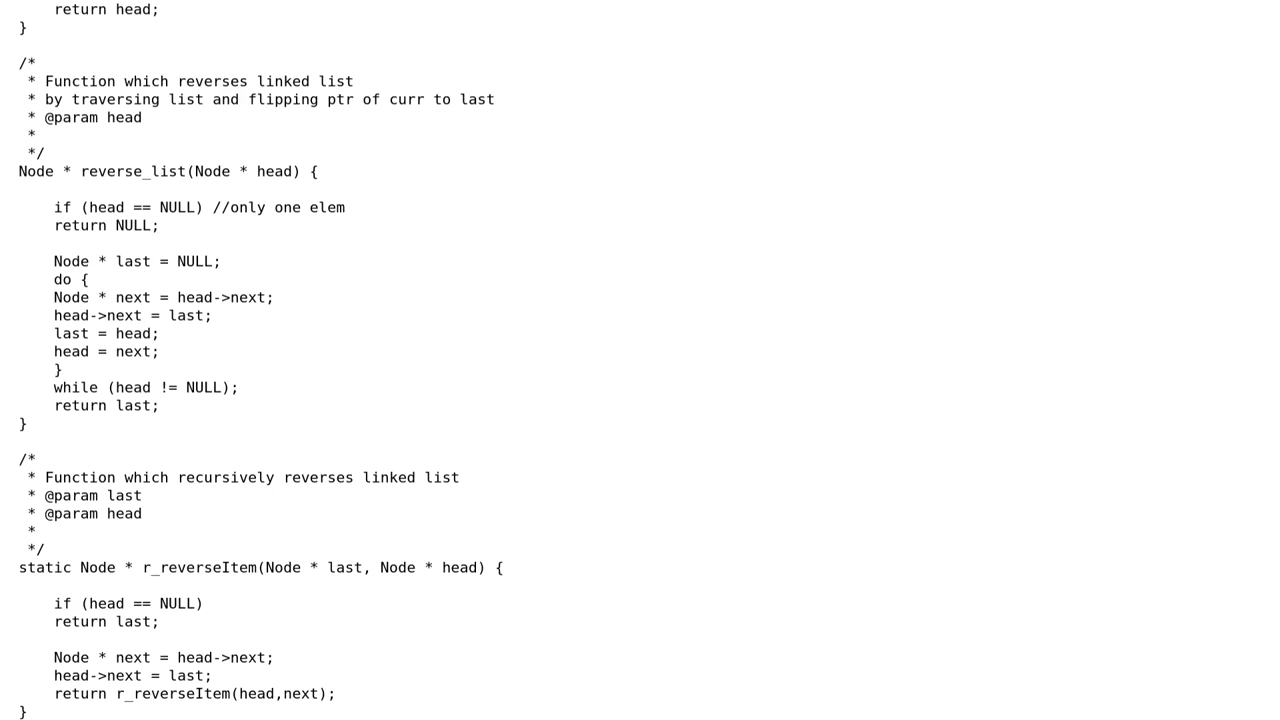 return head;
}

/*
 * Function which reverses linked list
 * by traversing list and flipping ptr of curr to last
 * @param head
 *
 */
Node * reverse_list(Node * head) {

    if (head == NULL) //only one elem
    return NULL;

    Node * last = NULL;
    do {
    Node * next = head->next;
    head->next = last;
    last = head;
    head = next;
    }
    while (head != NULL);
    return last;
}

/*
 * Function which recursively reverses linked list
 * @param last
 * @param head
 *
 */
static Node * r_reverseItem(Node * last, Node * head) {

    if (head == NULL)
    return last;

    Node * next = head->next;
    head->next = last;
    return r_reverseItem(head,next);
}